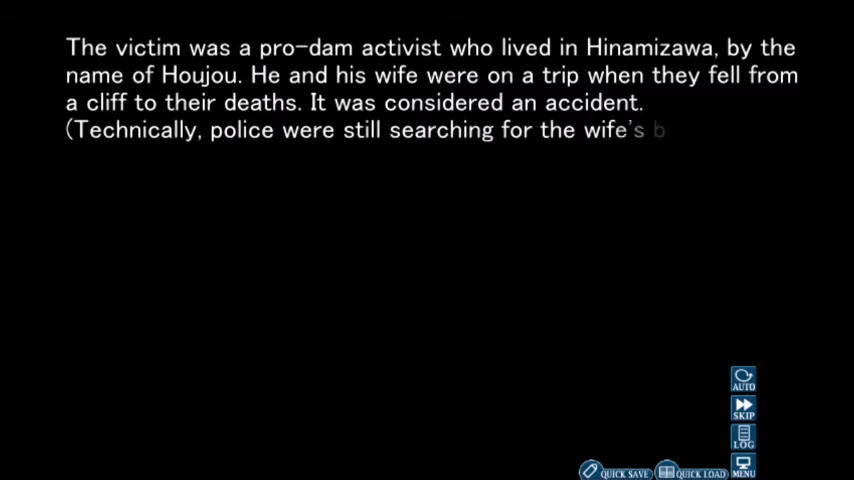 The victim was a pro-dam activist who lived in Hinamizawa, by the
name of Houjou. He and his wife were on a trip when they fell from
a cliff to their deaths. It was considered an accident.
(Technically, police were still searching for the wife's b
AUTO
SKIP
LOG
MENU
QUICK SAVE
QUICK LOAD